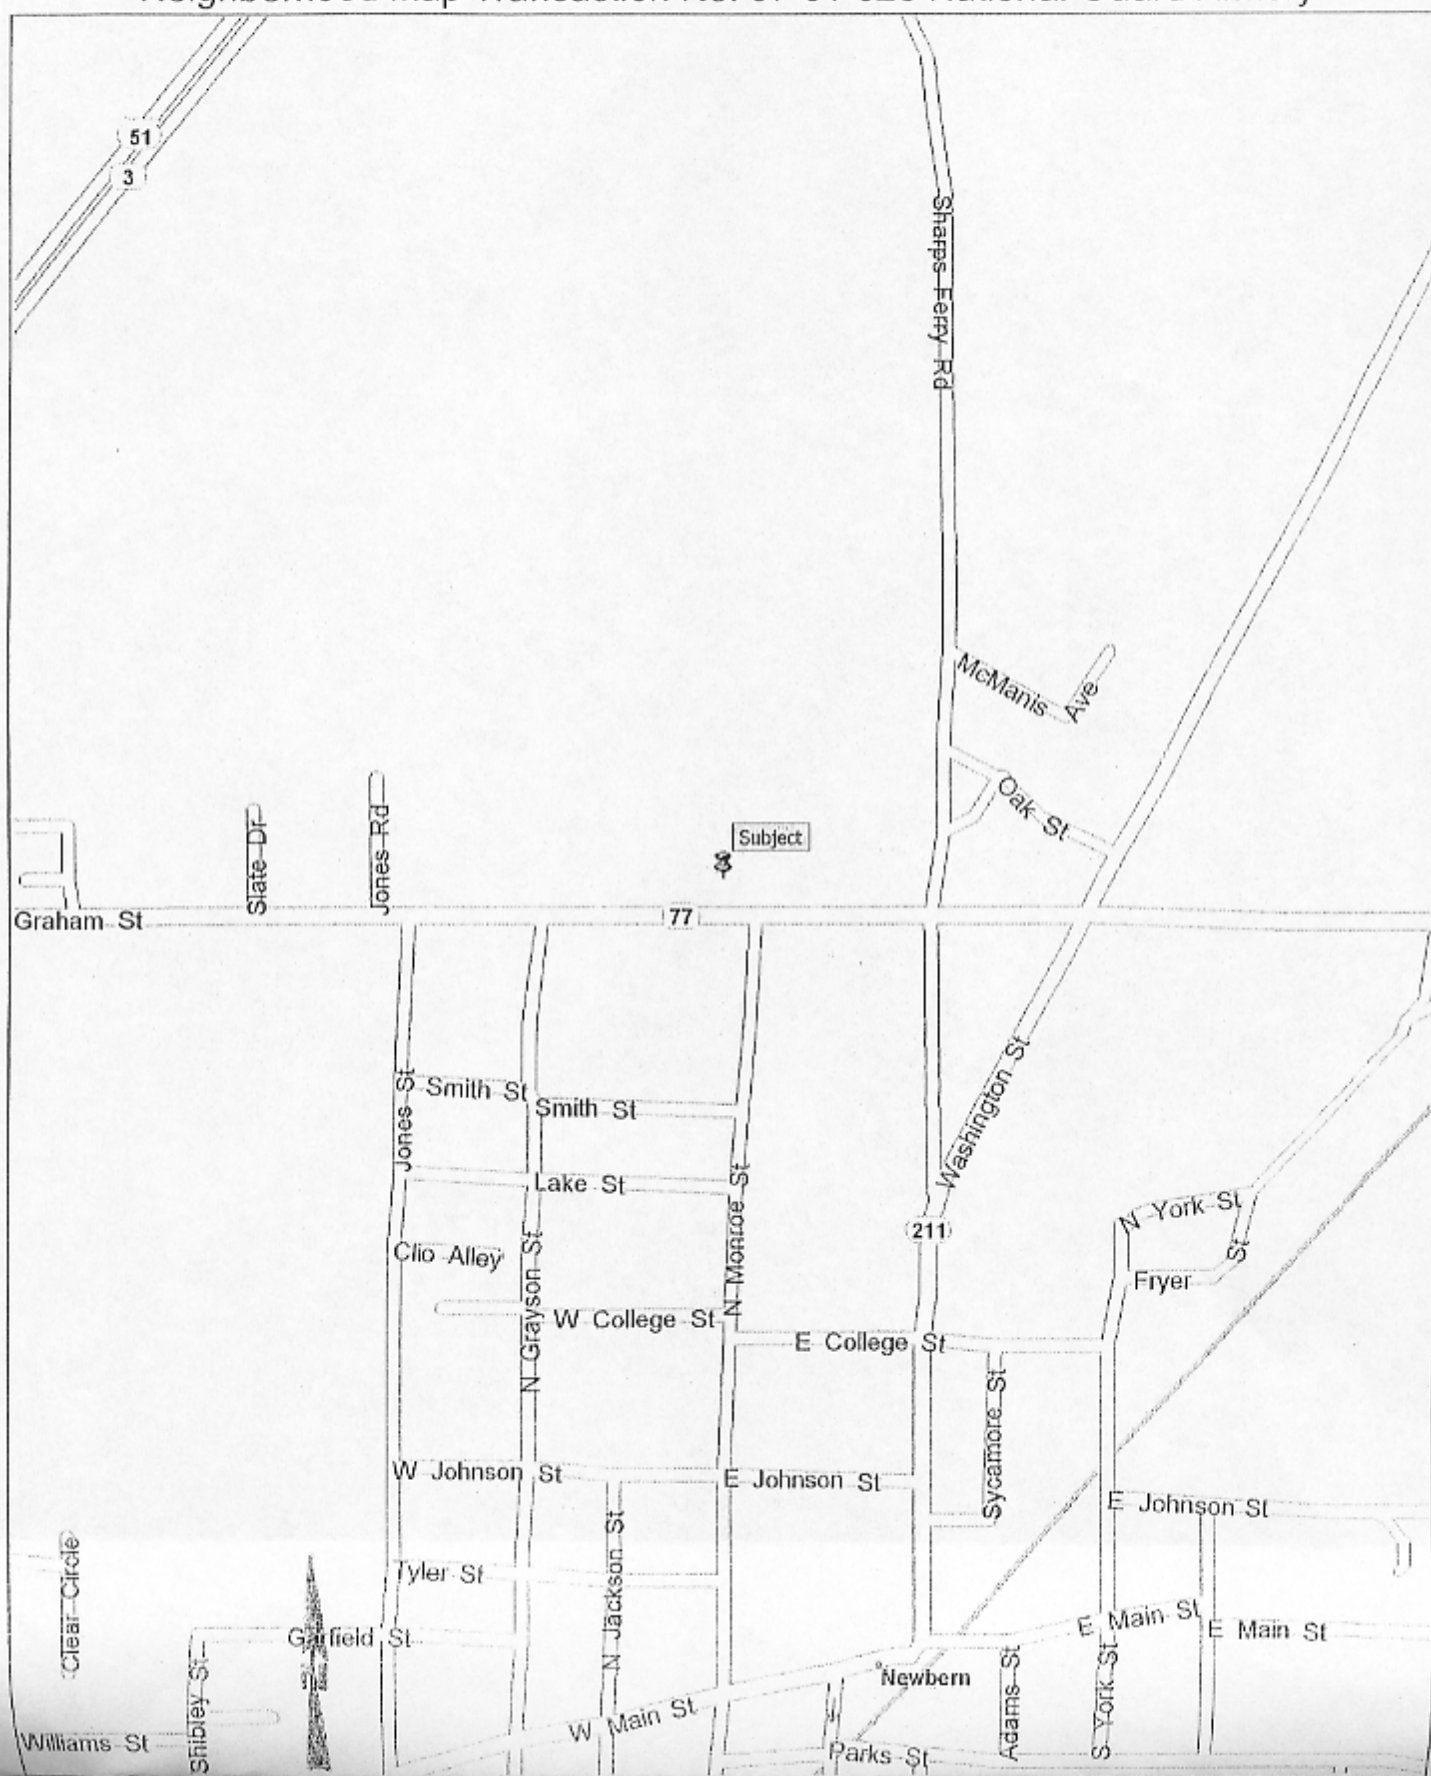 51
3
Sharps Ferry Rd
McManis Ave
Oak St
Slate Dr
Jones Rd
Subject
Graham St
77
Jones St
Smith St
Smith St
Washington St
Lake St
N Monroe St
211
N York St
Clio Alley
N Grayson St
Fryer St
W College St
E College St
Sycamore St
W Johnson St
E Johnson St
E Johnson St
N Jackson St
Clear Circle
Tyler St
E Main St
E Main St
St
Newbern
Shibley St
Adams St
S York St
W Main St
Williams St
Parks St